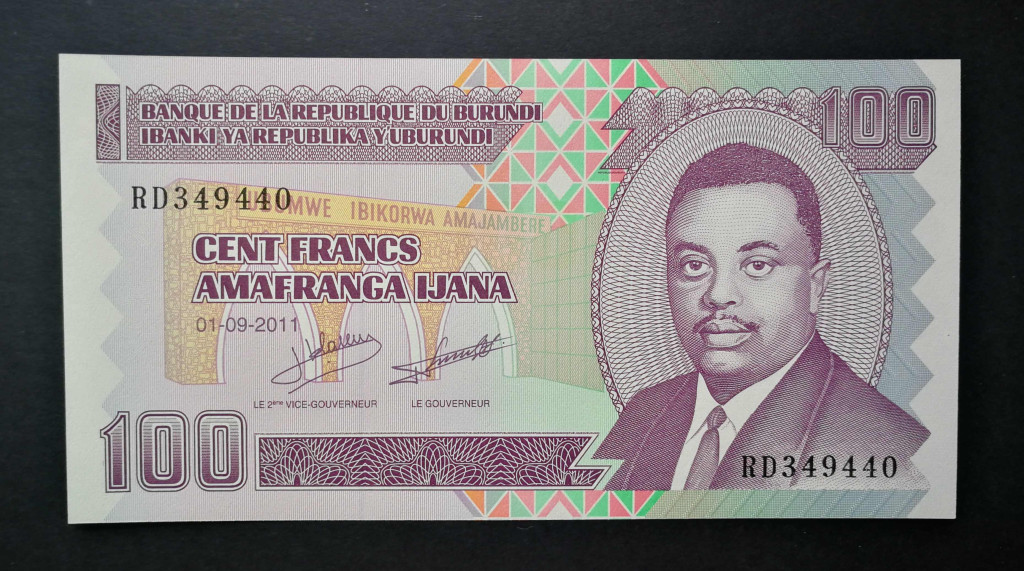 BANQUE DE LA REPUBLIQUE DU BURUNDI
IBANKI YA REPUBLIKA Y'UBURUNDI
100
RD349440
IBIKORWA AMAJAMBERE
CENT FRANCS
AMAFRANGA IJANA
01-09-2011
LE 2ème VICE-GOUVERNEUR
LE GOUVERNEUR
100
RD349440